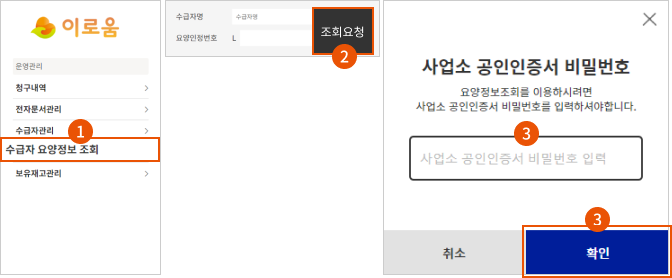 이로움
운영관리
청구내역
전자문서관리
수급자관리
1
수급자 요양정보 조회
보유재고관리
수급자명
수급자명
요양인정번호
L
조회요청
2
사업소 공인인증서 비밀번호
요양정보조회를 이용하시려면
사업소 공인인증서 비밀번호를 입력하셔야합니다.
3
사업소 공인인증서 비밀번호 입력
3
취소
확인